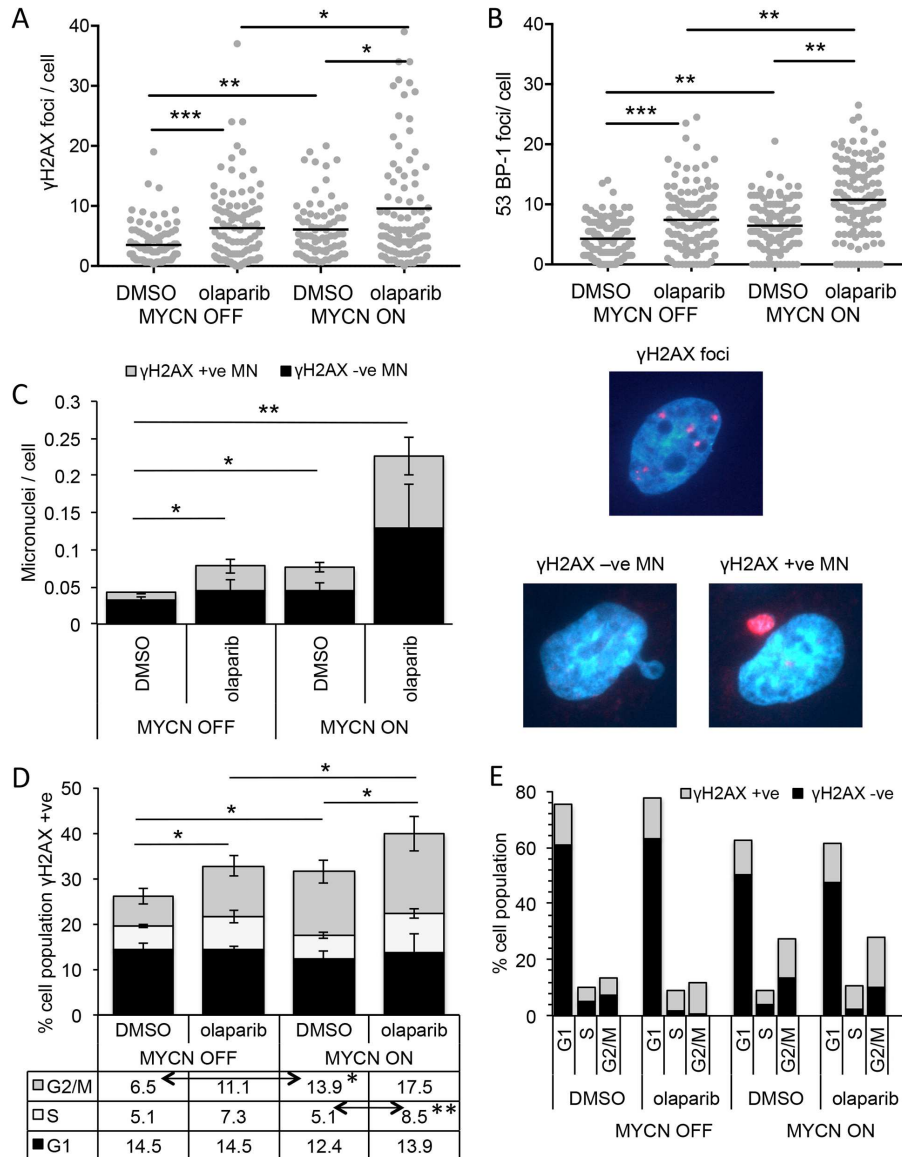 A
γH2AX foci / cell
40
30
20
10
0
*
*
**
***
DMSO olaparib DMSO olaparib
MYCN OFF MYCN ON
B
53 BP-1 foci/ cell
40
30
20
10
0
**
**
**
***
DMSO olaparib DMSO olaparib
MYCN OFF MYCN ON
C
γH2AX +ve MN γH2AX -ve MN
Micronuclei / cell
0.3
0.25
0.2
0.15
0.1
0.05
0
**
*
*
DMSO olaparib DMSO olaparib
MYCN OFF MYCN ON
γH2AX foci
γH2AX –ve MN γH2AX +ve MN
D
% cell population γH2AX +ve
50
40
30
20
10
0
*
*
*
*
DMSO olaparib DMSO olaparib
MYCN OFF MYCN ON
G2/M 6.5 11.1 13.9 * 17.5
S 5.1 7.3 5.1 8.5 **
G1 14.5 14.5 12.4 13.9
E
γH2AX +ve γH2AX -ve
% cell population
80
60
40
20
0
G1 S G2/M G1 S G2/M G1 S G2/M G1 S G2/M
DMSO olaparib DMSO olaparib
MYCN OFF MYCN ON